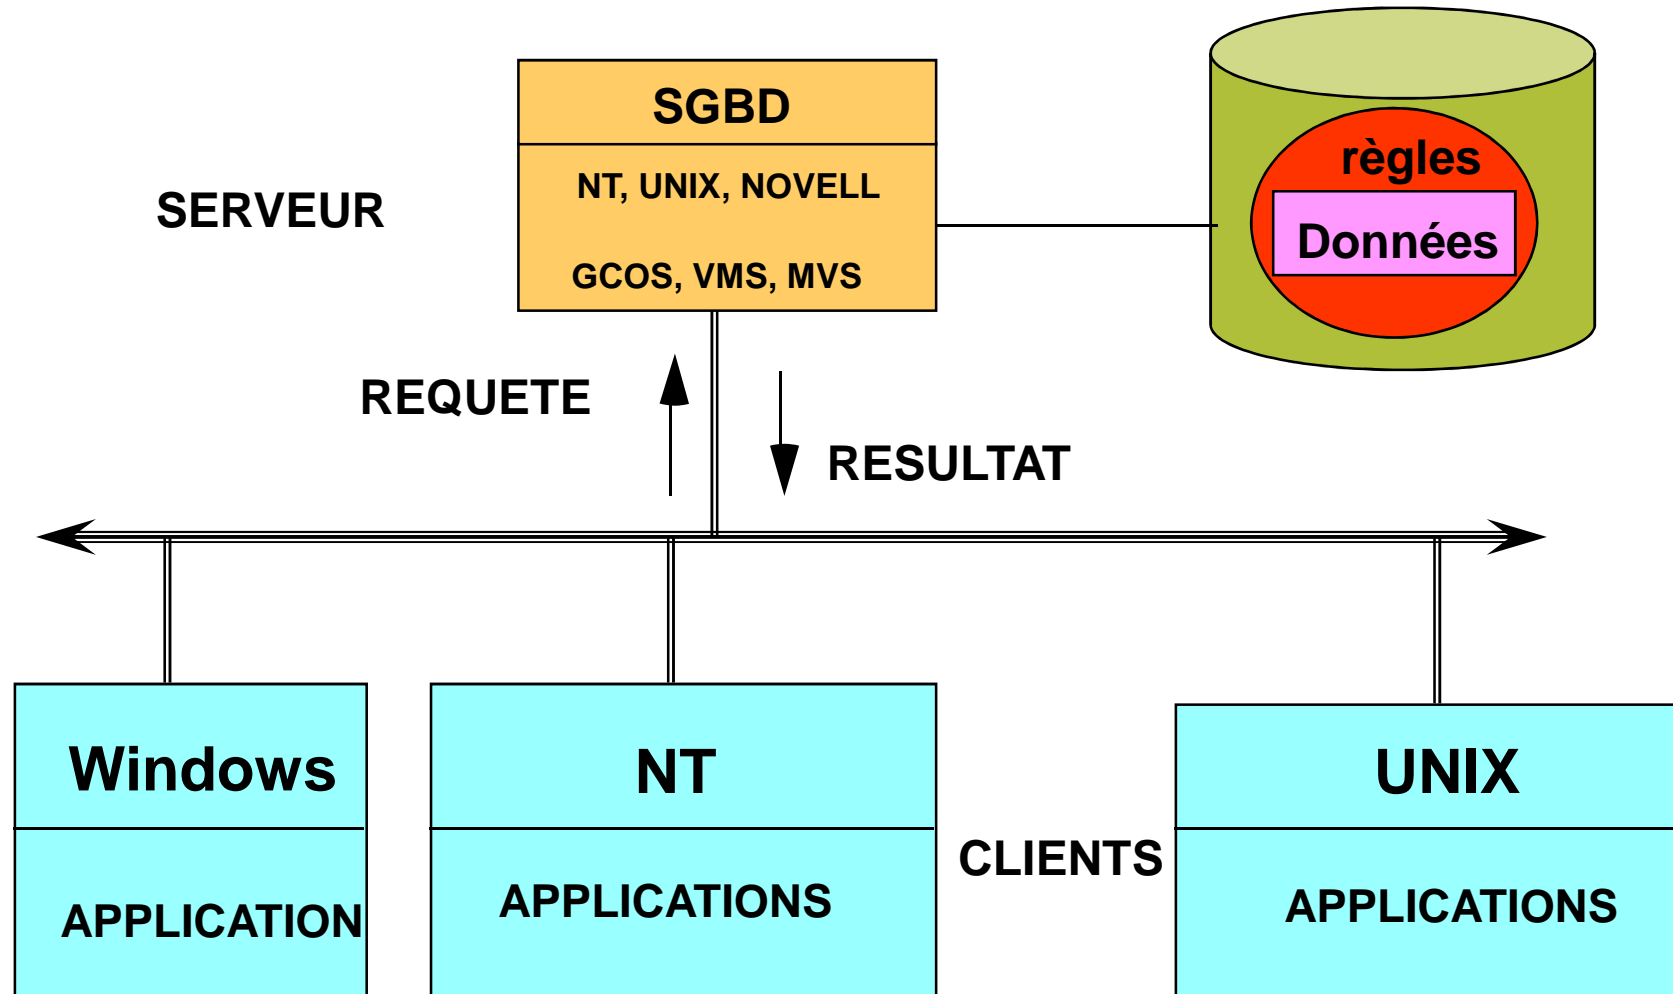 SGBD
NT, UNIX, NOVELL
GCOS, VMS, MVS
SERVEUR
règles
Données
REQUETE
RESULTAT
Windows
APPLICATION
NT
APPLICATIONS
CLIENTS
UNIX
APPLICATIONS